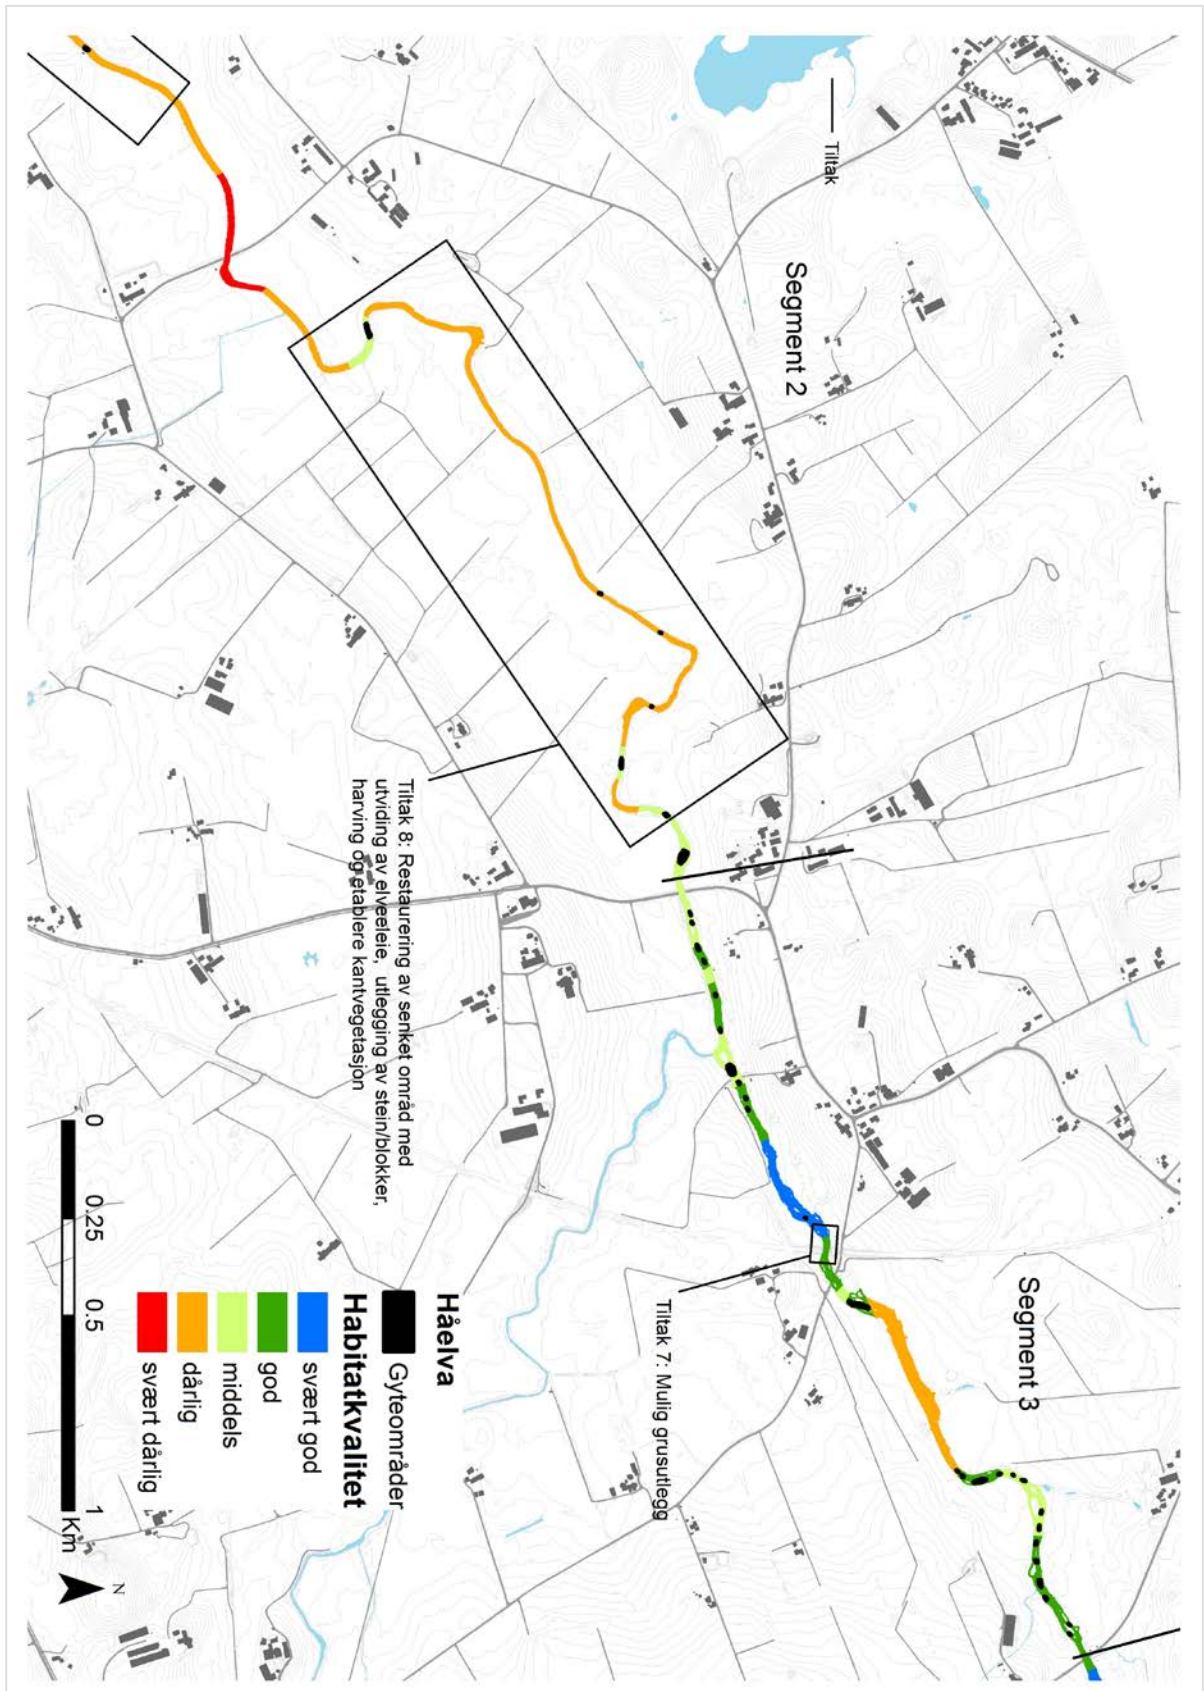 Tiltak
Segment 2
Segment 3
Tiltak 7: Mulig grusutlegg
Tiltak 8: Restaurering av senket områd med
utviding av elveeleie, utlegging av stein/blokker,
harving og etablere kantvegetasjon
Håelva
Gyteområder
Habitatkvalitet
svært god
god
middels
dårlig
svært dårlig
0 0.25 0.5 1
Km
N